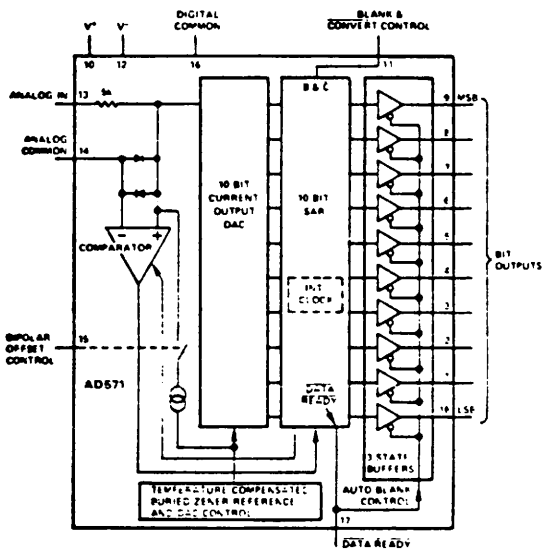 DIGITAL
COMMON
BLANK &
CONVERT CONTROL
V+
V-
10
12
16
11
ANALOG IN
13
5k
B & C
9
MSB
ANALOG
COMMON
14
8
7
10 BIT
CURRENT
OUTPUT
DAC
10 BIT
SAR
6
5
COMPARATOR
-
+
BIT
OUTPUTS
4
INT
CLOCK
3
BIPOLAR
OFFSET
CONTROL
15
2
1
AD571
DATA
READY
18
LSB
3 STATE
BUFFERS
TEMPERATURE COMPENSATED
BURIED ZENER REFERENCE
AND DAC CONTROL
AUTO BLANK
CONTROL
17
DATA READY